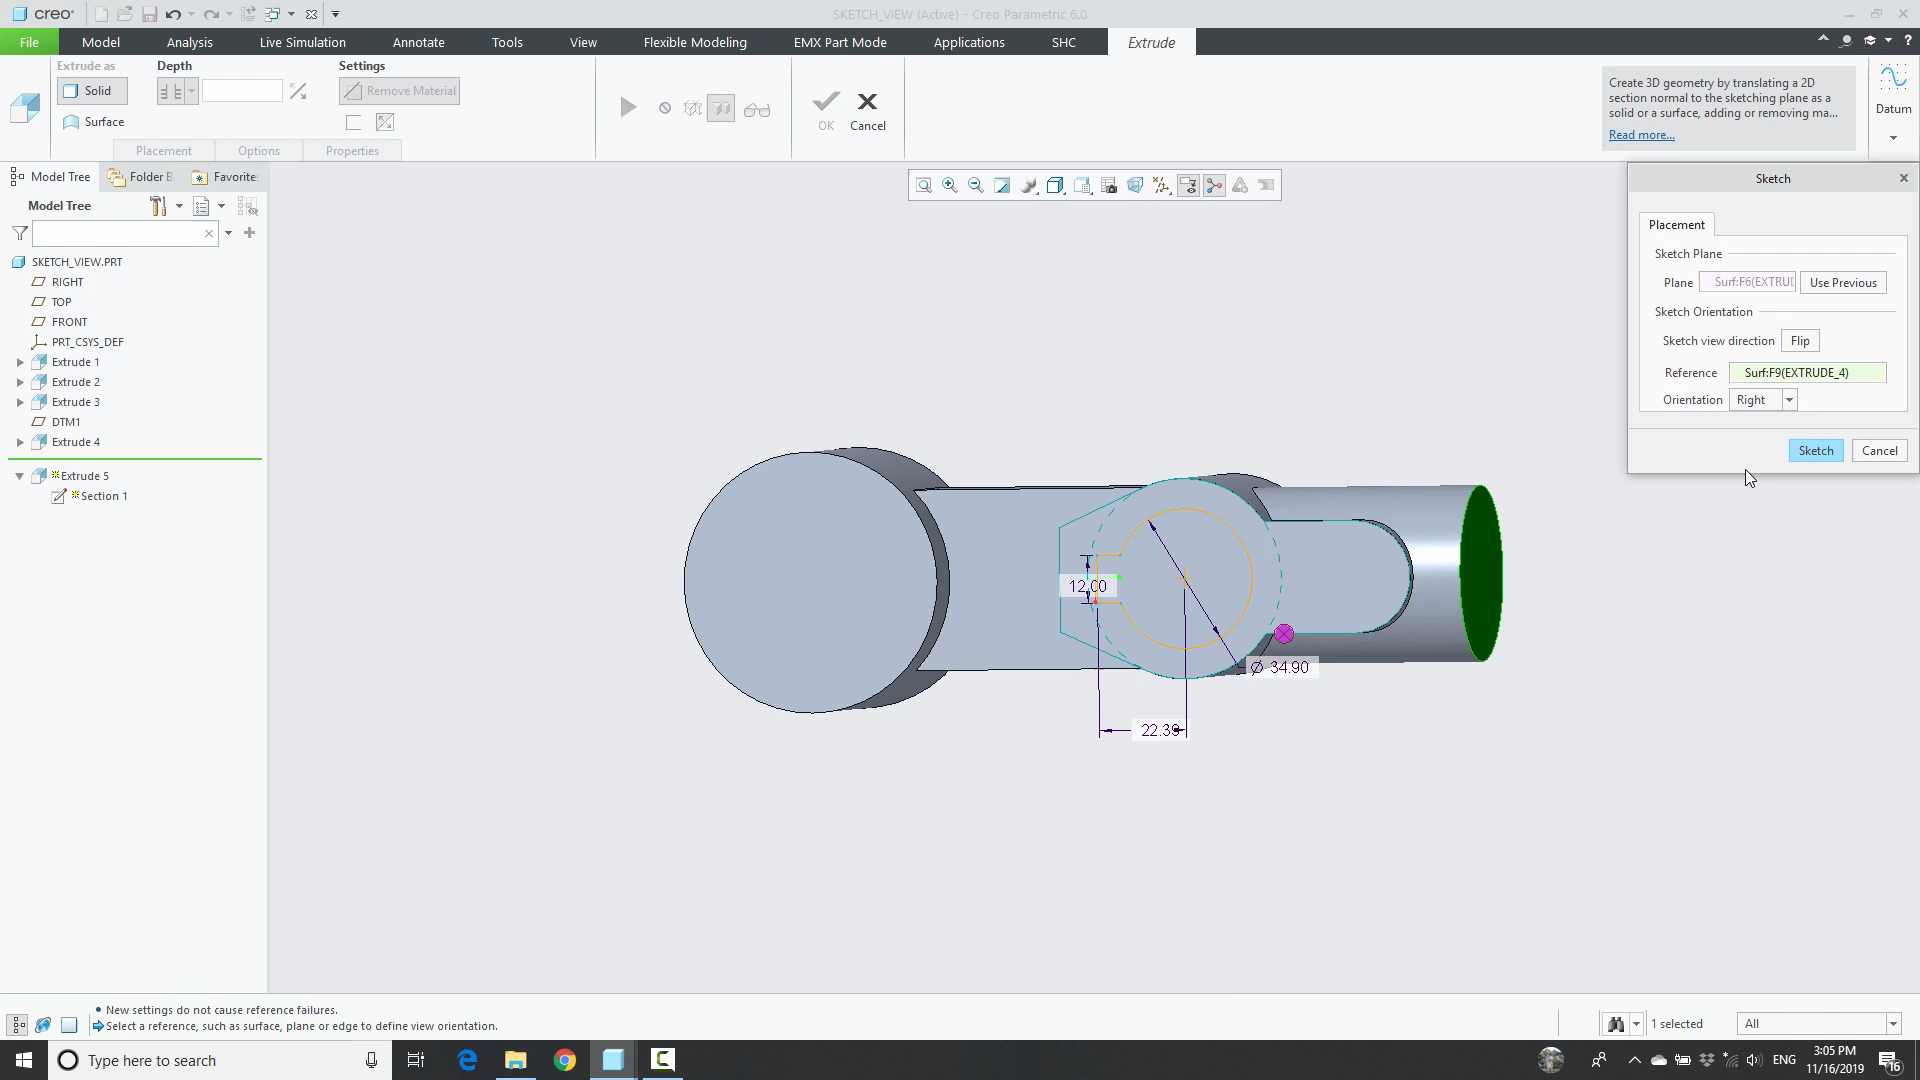 creo®
SKETCH_VIEW (Active) - Creo Parametric 6.0
File Model Analysis Live Simulation Annotate Tools View Flexible Modeling EMX Part Mode Applications SHC Extrude
Extrude as Depth Settings
Solid Remove Material
Surface
OK Cancel
Placement Options Properties
Create 3D geometry by translating a 2D
section normal to the sketching plane as a
solid or a surface, adding or removing ma...
Read more...
Datum
Model Tree Folder B Favorite
Model Tree
SKETCH_VIEW.PRT
RIGHT
TOP
FRONT
PRT_CSYS_DEF
Extrude 1
Extrude 2
Extrude 3
DTM1
Extrude 4
Extrude 5
Section 1
12.00
Ø 34.90
22.39
Sketch
Placement
Sketch Plane
Plane Surf:F6(EXTRUD Use Previous
Sketch Orientation
Sketch view direction Flip
Reference Surf:F9(EXTRUDE_4)
Orientation Right
Sketch Cancel
• New settings do not cause reference failures.
Select a reference, such as surface, plane or edge to define view orientation.
1 selected All
Type here to search
ENG
3:05 PM
11/16/2019
16